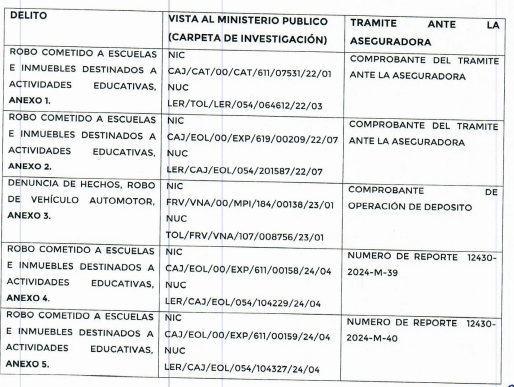 DELITO
VISTA AL MINISTERIO PUBLICO
(CARPETA DE INVESTIGACIÓN)
TRAMITE ANTE LA
ASEGURADORA
ROBO COMETIDO A ESCUELAS
E INMUEBLES DESTINADOS A
ACTIVIDADES EDUCATIVAS,
ANEXO 1.
NIC
CAJ/CAT/00/CAT/611/07531/22/01
NUC
LER/TOL/LER/054/064612/22/03
COMPROBANTE DEL TRAMITE
ANTE LA ASEGURADORA
ROBO COMETIDO A ESCUELAS
E INMUEBLES DESTINADOS A
ACTIVIDADES EDUCATIVAS,
ANEXO 2.
NIC
CAJ/EOL/00/EXP/619/00209/22/07
NUC
LER/CAJ/EOL/054/201587/22/07
COMPROBANTE DEL TRAMITE
ANTE LA ASEGURADORA
DENUNCIA DE HECHOS, ROBO
DE VEHÍCULO AUTOMOTOR,
ANEXO 3.
NIC
FRV/VNA/00/MPI/184/00138/23/01
NUC
TOL/FRV/VNA/107/008756/23/01
COMPROBANTE DE
OPERACIÓN DE DEPOSITO
ROBO COMETIDO A ESCUELAS
E INMUEBLES DESTINADOS A
ACTIVIDADES EDUCATIVAS,
ANEXO 4.
NIC
CAJ/EOL/00/EXP/611/00158/24/04
NUC
LER/CAJ/EOL/054/104229/24/04
NUMERO DE REPORTE 12430-
2024-M-39
ROBO COMETIDO A ESCUELAS
E INMUEBLES DESTINADOS A
ACTIVIDADES EDUCATIVAS,
ANEXO 5.
NIC
CAJ/EOL/00/EXP/611/00159/24/04
NUC
LER/CAJ/EOL/054/104327/24/04
NUMERO DE REPORTE 12430-
2024-M-40